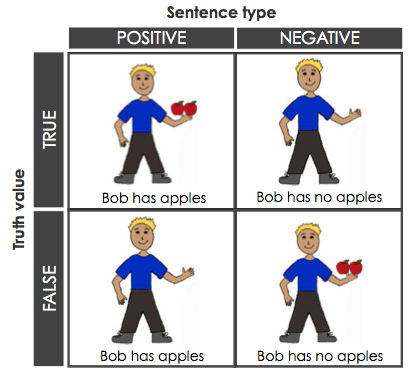 Sentence type
POSITIVE
NEGATIVE
Truth value
TRUE
Bob has apples
Bob has no apples
FALSE
Bob has apples
Bob has no apples